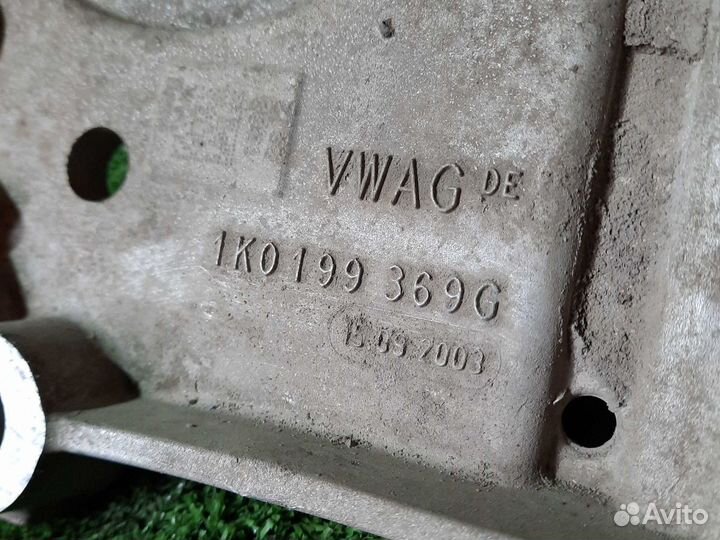 VWAG DE
1K0 199 369G
15.09.2003
Avito